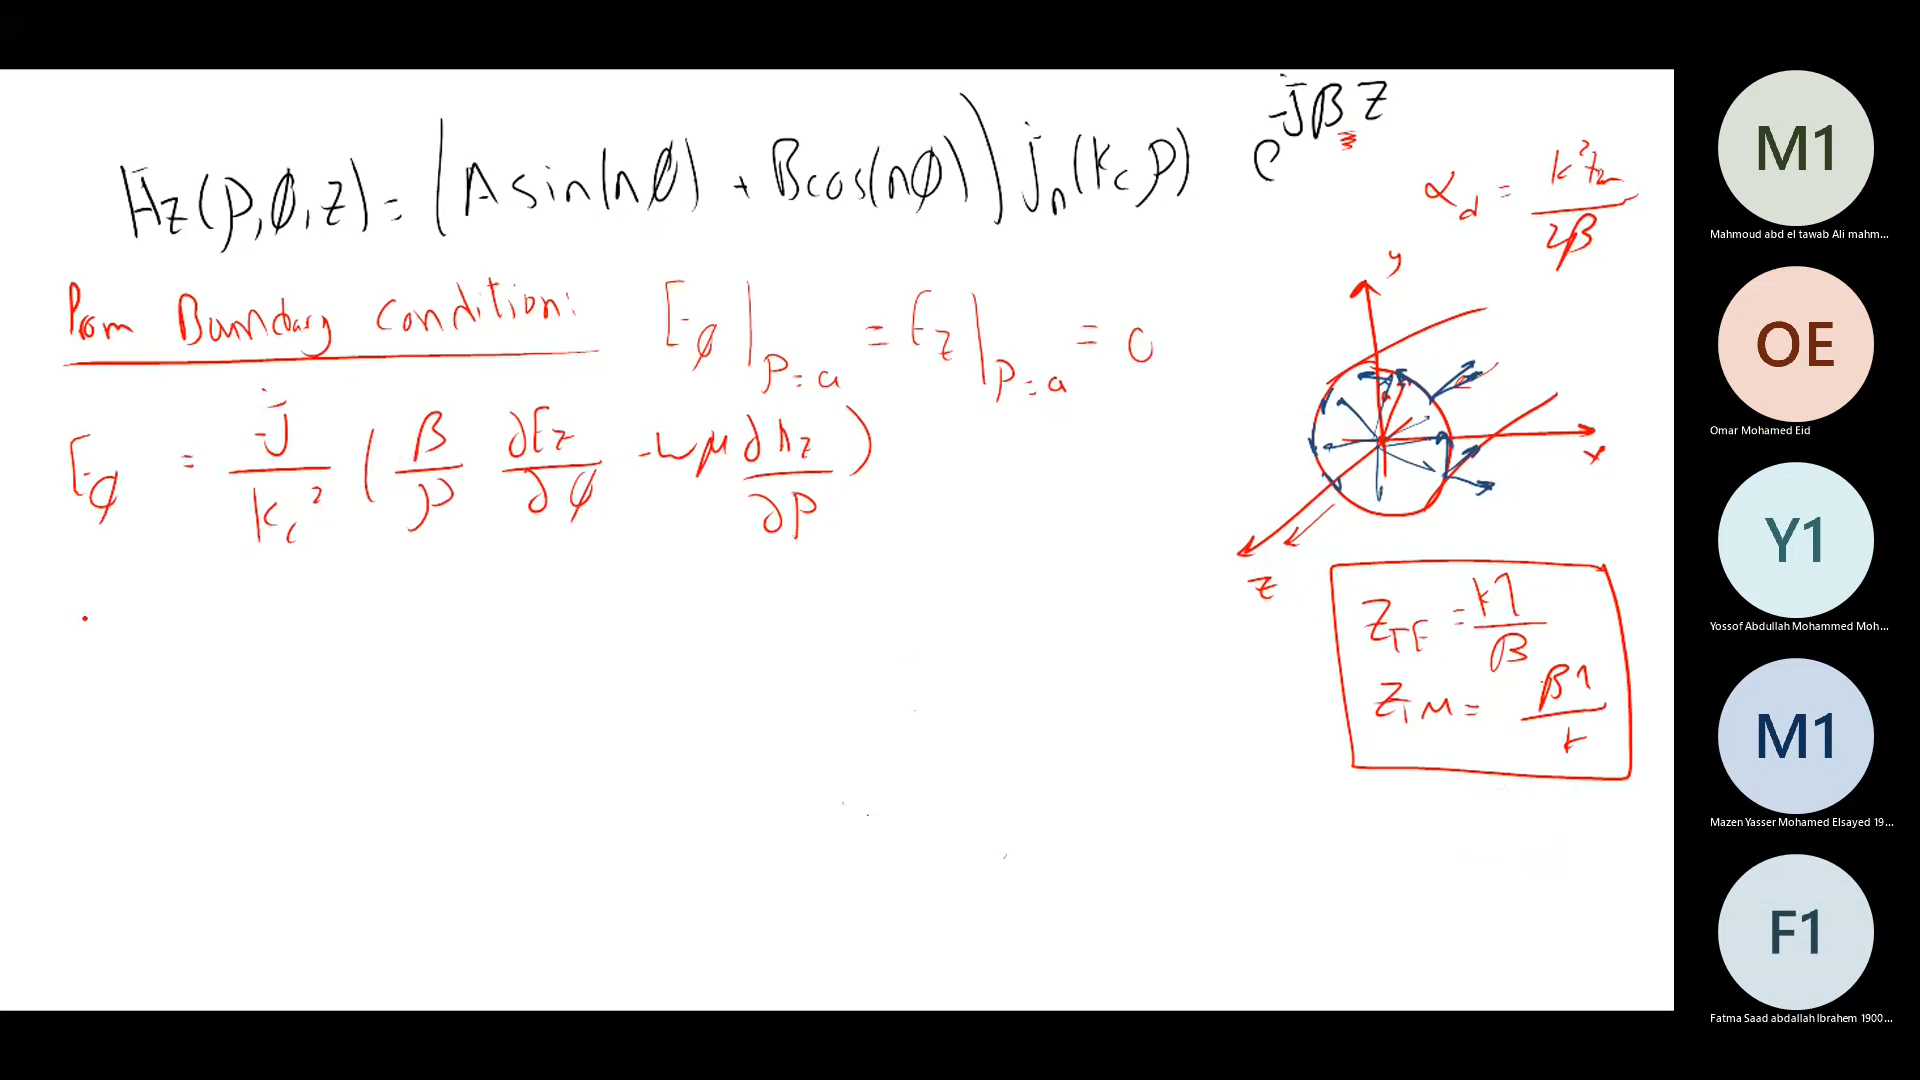 Hz(ρ,φ,z) = (A sin(nφ) + B cos(nφ)) Jn(kc ρ) e^-jβz
αd = k² tan / 2β
From Boundary Condition: Eφ|ρ=a = Ez|ρ=a = 0
Eφ = -j/kc² (β/ρ ∂Ez/∂φ - ωμ ∂hz/∂ρ)
y
x
z
ZTE = kη/β
ZTM = βη/k
M1
Mahmoud abd el tawab Ali mahm...
OE
Omar Mohamed Eid
Y1
Yossof Abdullah Mohammed Moh...
M1
Mazen Yasser Mohamed Elsayed 19...
F1
Fatma Saad abdallah Ibrahem 1900...